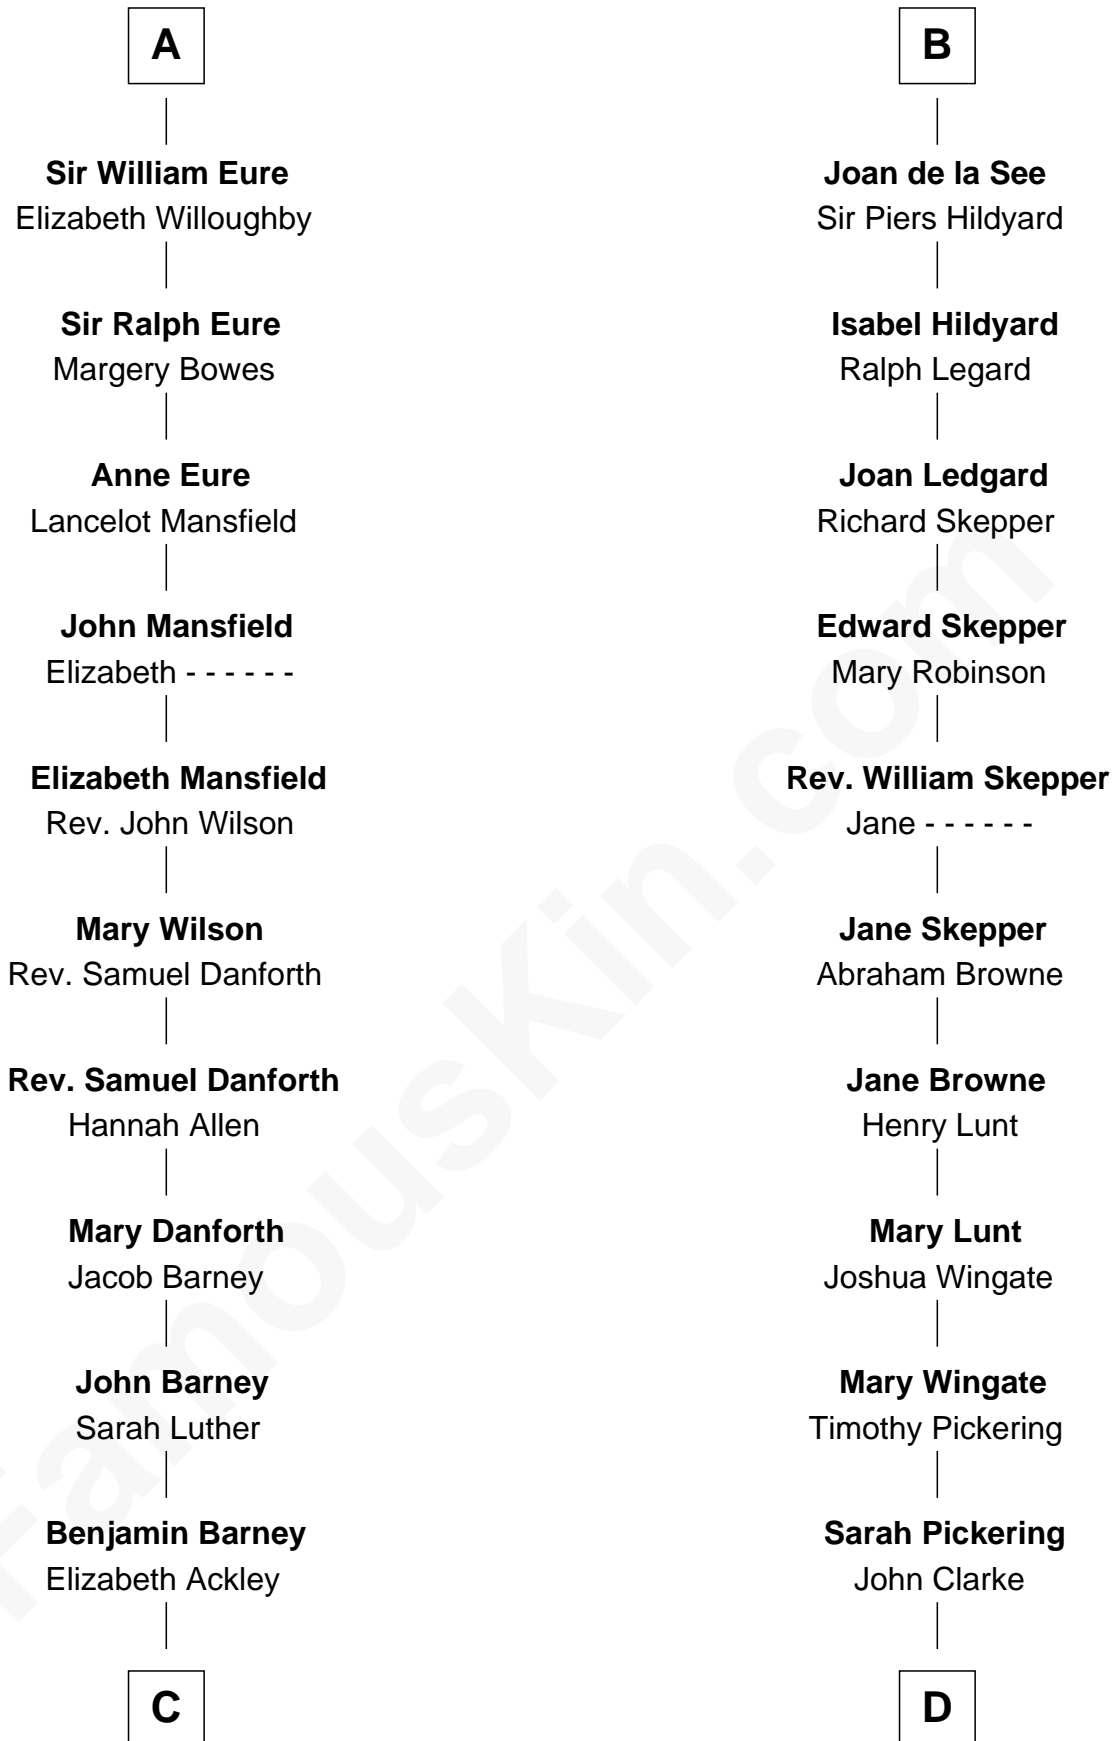 A
Sir William Eure
Elizabeth Willoughby
Sir Ralph Eure
Margery Bowes
Anne Eure
Lancelot Mansfield
John Mansfield
Elizabeth - - - - - -
Elizabeth Mansfield
Rev. John Wilson
Mary Wilson
Rev. Samuel Danforth
Rev. Samuel Danforth
Hannah Allen
Mary Danforth
Jacob Barney
John Barney
Sarah Luther
Benjamin Barney
Elizabeth Ackley
C
B
Joan de la See
Sir Piers Hildyard
Isabel Hildyard
Ralph Legard
Joan Ledgard
Richard Skepper
Edward Skepper
Mary Robinson
Rev. William Skepper
Jane - - - - - -
Jane Skepper
Abraham Browne
Jane Browne
Henry Lunt
Mary Lunt
Joshua Wingate
Mary Wingate
Timothy Pickering
Sarah Pickering
John Clarke
D
FamousKin.com